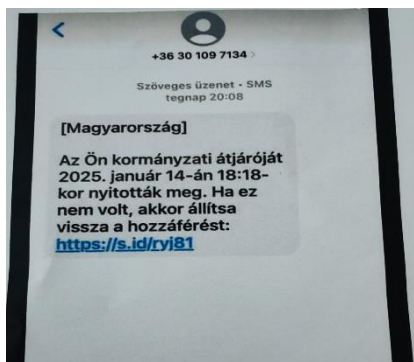 +36 30 109 7134 >
Szöveges üzenet • SMS
tegnap 20:08
[Magyarország]
Az Ön kormányzati átjáróját
2025. január 14-án 18:18-
kor nyitották meg. Ha ez
nem volt, akkor állítsa
vissza a hozzáférést:
https://s.id/ryj81